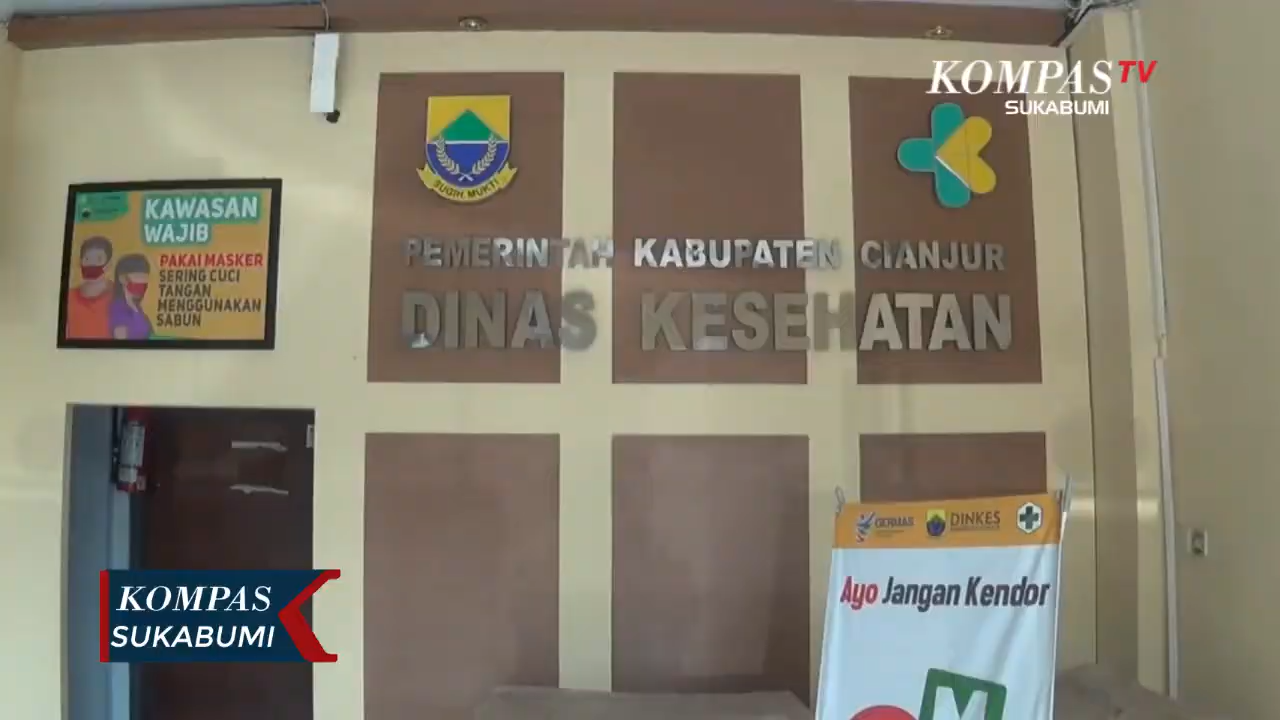 KOMPAS TV
SUKABUMI
SUGIH MUKTI
KAWASAN
WAJIB
PAKAI MASKER
SERING CUCI
TANGAN
MENGGUNAKAN
SABUN
PEMERINTAH KABUPATEN CIANJUR
DINAS KESEHATAN
GERMAS
DINKES
Ayo Jangan Kendor
M
KOMPAS
SUKABUMI